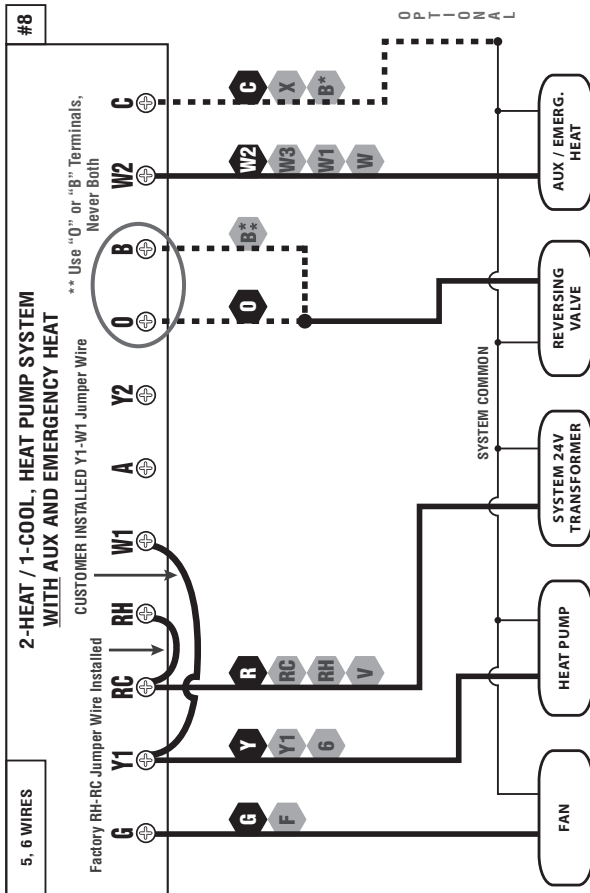 5, 6 WIRES
#8
2-HEAT / 1-COOL, HEAT PUMP SYSTEM
WITH AUX AND EMERGENCY HEAT
** Use "O" or "B" Terminals,
Never Both
CUSTOMER INSTALLED Y1-W1 Jumper Wire
Factory RH-RC Jumper Wire Installed
G Y1 RC RH W1 A Y2 O B W2 C
G Y R O B* W2 C
F Y1 RC W3 X
6 RH W1 B*
V W
OPTIONAL
SYSTEM COMMON
FAN
HEAT PUMP
SYSTEM 24V
TRANSFORMER
REVERSING
VALVE
AUX / EMERG.
HEAT